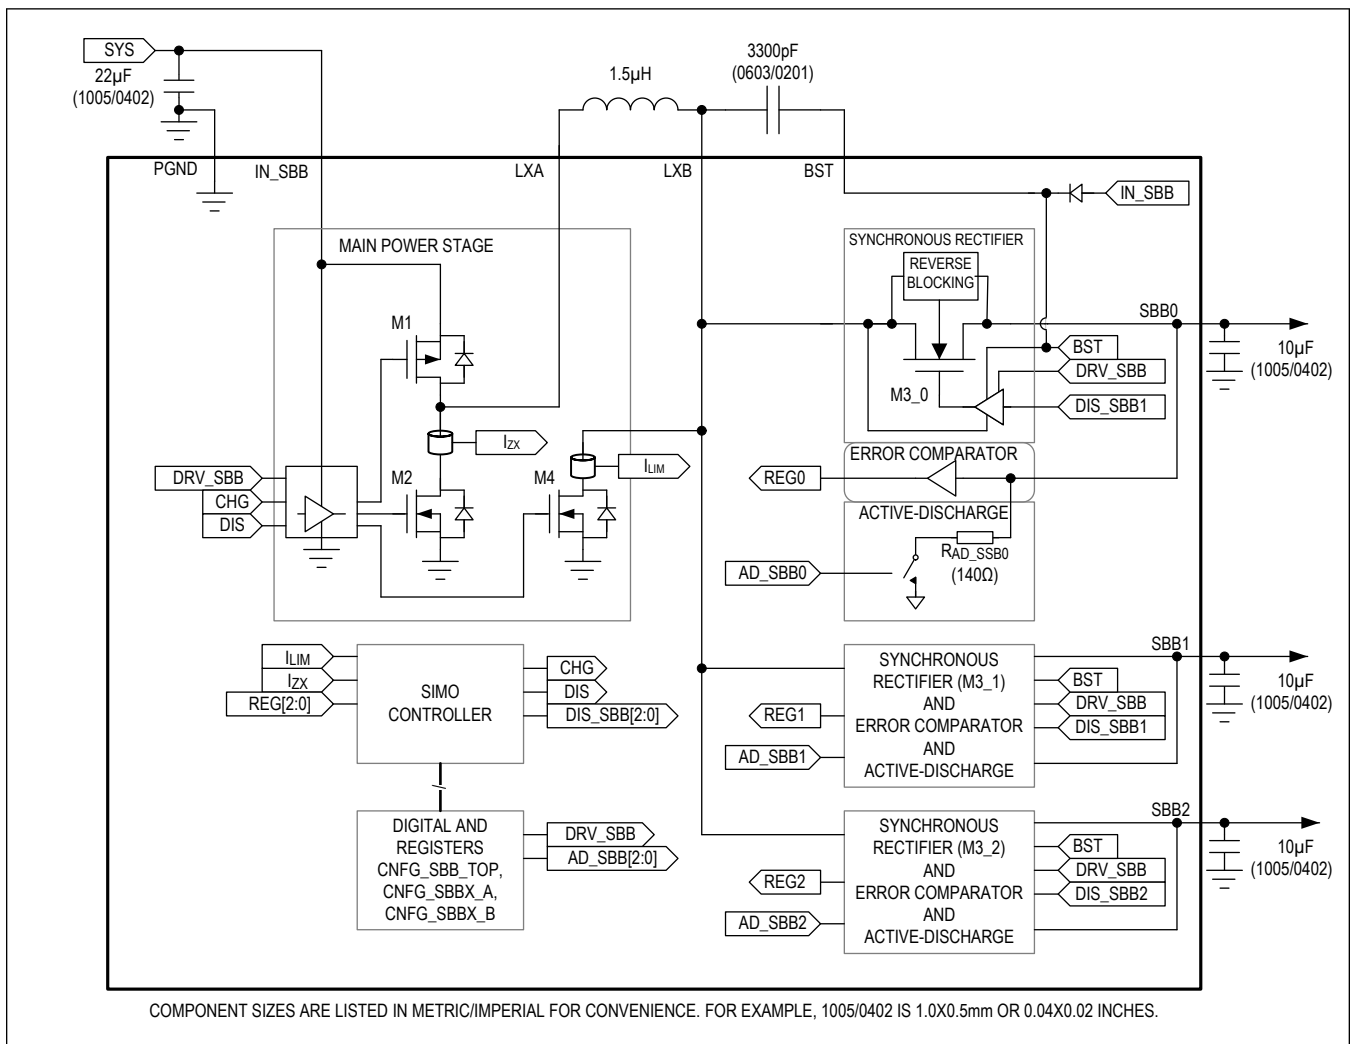 SYS
22µF
(1005/0402)
1.5µH
3300pF
(0603/0201)
PGND
IN_SBB
LXA
LXB
BST
IN_SBB
MAIN POWER STAGE
M1
IZX
M2
M4
ILIM
DRV_SBB
CHG
DIS
SYNCHRONOUS RECTIFIER
REVERSE
BLOCKING
M3_0
SBB0
BST
DRV_SBB
DIS_SBB1
10µF
(1005/0402)
ERROR COMPARATOR
REG0
ACTIVE-DISCHARGE
RAD_SSB0
(140Ω)
AD_SBB0
ILIM
IZX
REG[2:0]
SIMO
CONTROLLER
CHG
DIS
DIS_SBB[2:0]
DIGITAL AND
REGISTERS
CNFG_SBB_TOP,
CNFG_SBBX_A,
CNFG_SBBX_B
DRV_SBB
AD_SBB[2:0]
SYNCHRONOUS
RECTIFIER (M3_1)
AND
ERROR COMPARATOR
AND
ACTIVE-DISCHARGE
REG1
AD_SBB1
SBB1
BST
DRV_SBB
DIS_SBB1
10µF
(1005/0402)
SYNCHRONOUS
RECTIFIER (M3_2)
AND
ERROR COMPARATOR
AND
ACTIVE-DISCHARGE
REG2
AD_SBB2
SBB2
BST
DRV_SBB
DIS_SBB2
10µF
(1005/0402)
COMPONENT SIZES ARE LISTED IN METRIC/IMPERIAL FOR CONVENIENCE. FOR EXAMPLE, 1005/0402 IS 1.0X0.5mm OR 0.04X0.02 INCHES.